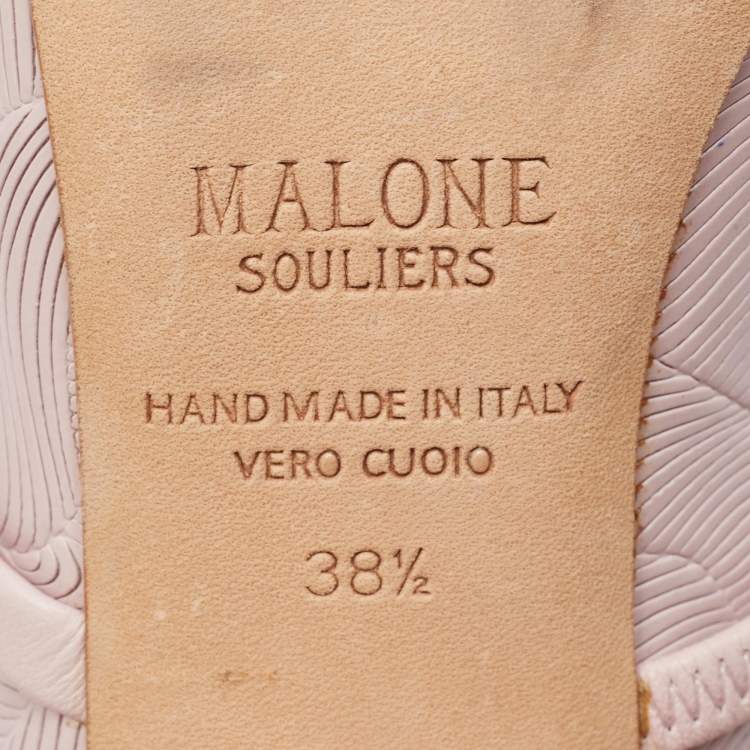 MALONE
SOULIERS
HAND MADE IN ITALY
VERO CUOIO
38½